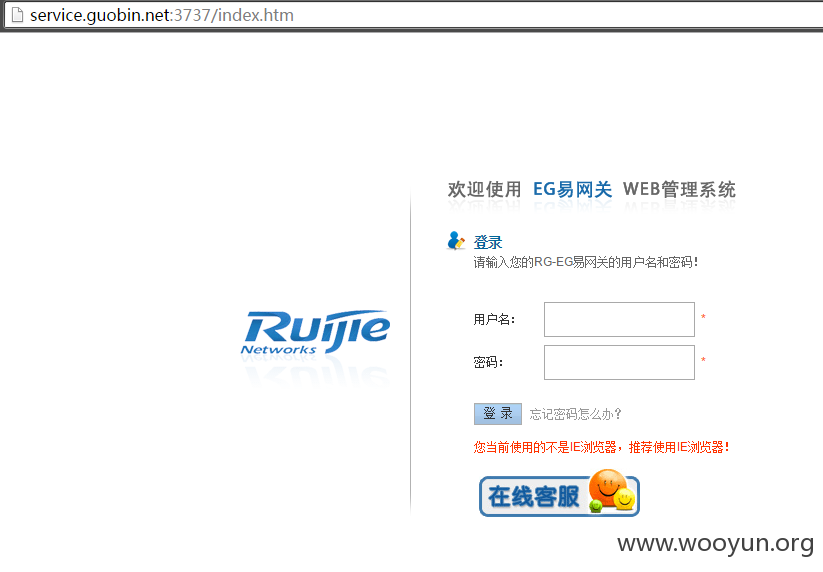 service.guobin.net:3737/index.htm
欢迎使用 EG易网关 WEB管理系统
登录
请输入您的RG-EG易网关的用户名和密码！
Ruijie
Networks
用户名： *
密码： *
登 录 忘记密码怎么办？
您当前使用的不是IE浏览器，推荐使用IE浏览器！
在线客服
www.wooyun.org